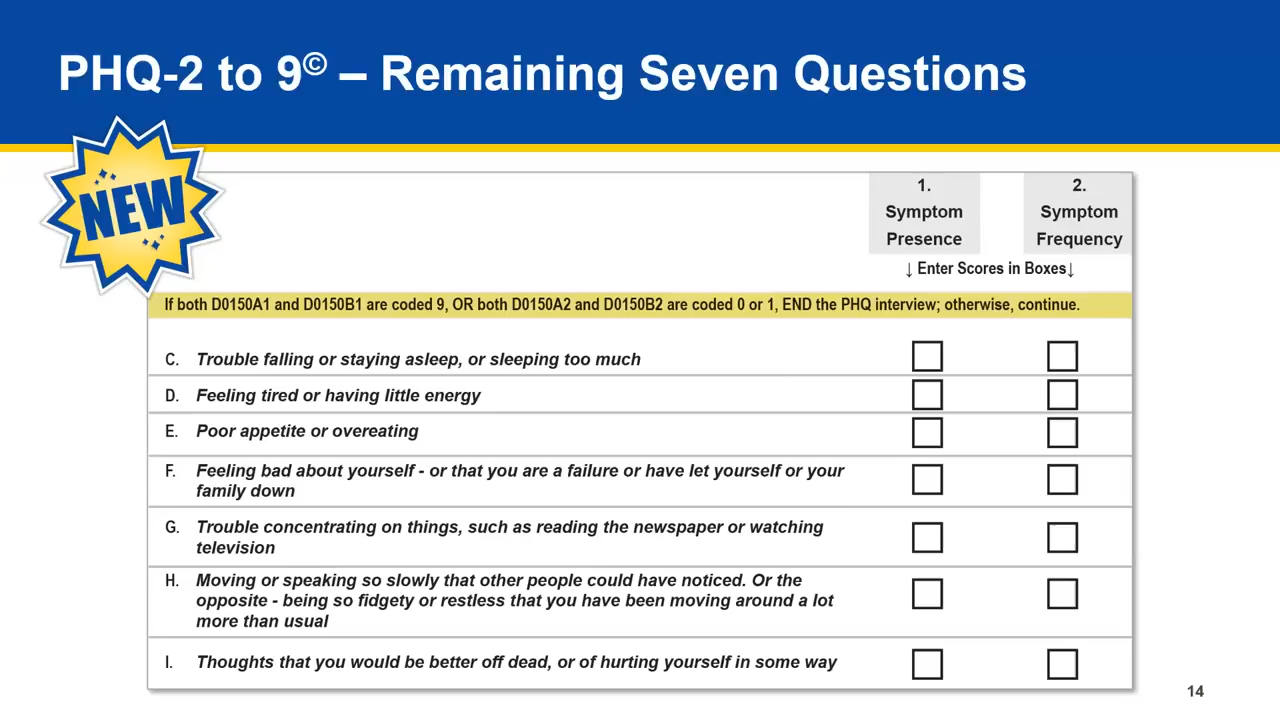 PHQ-2 to 9© – Remaining Seven Questions
NEW
1.
Symptom
Presence
2.
Symptom
Frequency
↓ Enter Scores in Boxes↓
If both D0150A1 and D0150B1 are coded 9, OR both D0150A2 and D0150B2 are coded 0 or 1, END the PHQ interview; otherwise, continue.
C. Trouble falling or staying asleep, or sleeping too much
D. Feeling tired or having little energy
E. Poor appetite or overeating
F. Feeling bad about yourself - or that you are a failure or have let yourself or your
family down
G. Trouble concentrating on things, such as reading the newspaper or watching
television
H. Moving or speaking so slowly that other people could have noticed. Or the
opposite - being so fidgety or restless that you have been moving around a lot
more than usual
I. Thoughts that you would be better off dead, or of hurting yourself in some way
14